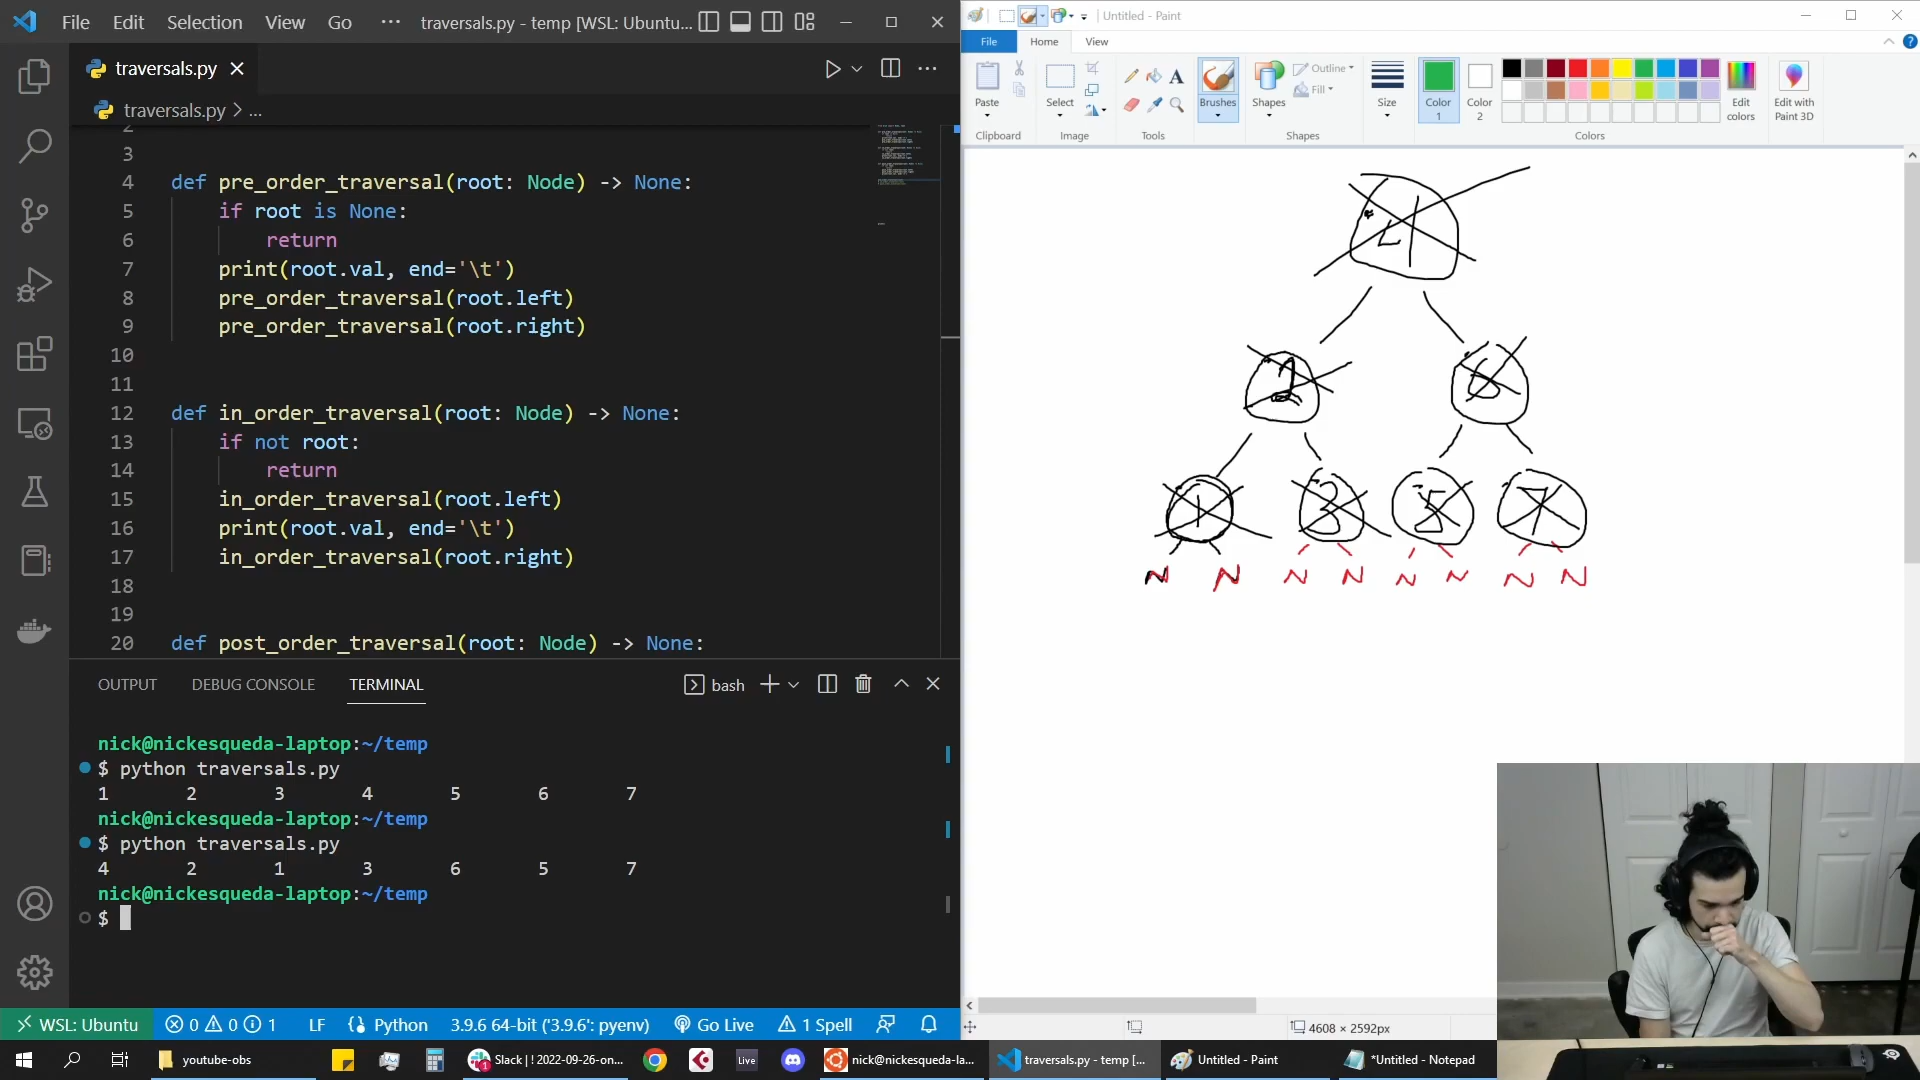 File Edit Selection View Go ··· traversals.py - temp [WSL: Ubuntu...
traversals.py
traversals.py > ...
2
3
4 def pre_order_traversal(root: Node) -> None:
5 if root is None:
6 return
7 print(root.val, end='\t')
8 pre_order_traversal(root.left)
9 pre_order_traversal(root.right)
10
11
12 def in_order_traversal(root: Node) -> None:
13 if not root:
14 return
15 in_order_traversal(root.left)
16 print(root.val, end='\t')
17 in_order_traversal(root.right)
18
19
20 def post_order_traversal(root: Node) -> None:
OUTPUT DEBUG CONSOLE TERMINAL bash
nick@nickesqueda-laptop:~/temp
$ python traversals.py
1 2 3 4 5 6 7
nick@nickesqueda-laptop:~/temp
$ python traversals.py
4 2 1 3 6 5 7
nick@nickesqueda-laptop:~/temp
$
WSL: Ubuntu 0 0 1 LF Python 3.9.6 64-bit ('3.9.6': pyenv) Go Live 1 Spell
Untitled - Paint
File Home View
Paste Select Brushes Shapes Outline Fill Size Color 1 Color 2 Edit colors Edit with Paint 3D
Clipboard Image Tools Shapes Colors
4
2 6
1 3 5 7
N N N N N N N N
4608 × 2592px
youtube-obs Slack | ! 2022-09-26-on... Live nick@nickesqueda-la... traversals.py - temp [... Untitled - Paint *Untitled - Notepad